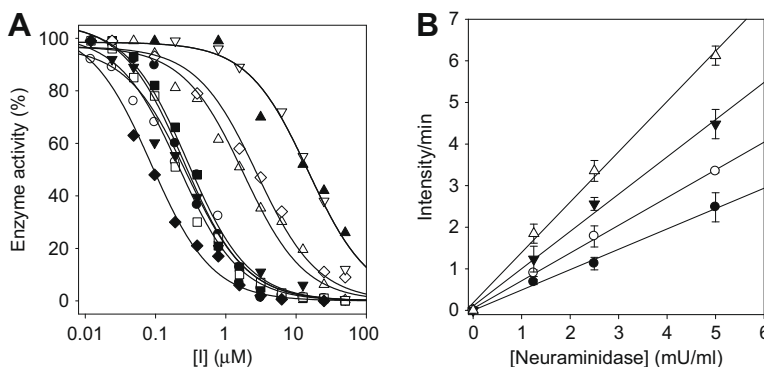 A
Enzyme activity (%)
100
80
60
40
20
0
0.01 0.1 1 10 100
[I] (μM)
B
Intensity/min
7
6
5
4
3
2
1
0
0 1 2 3 4 5 6
[Neuraminidase] (mU/ml)